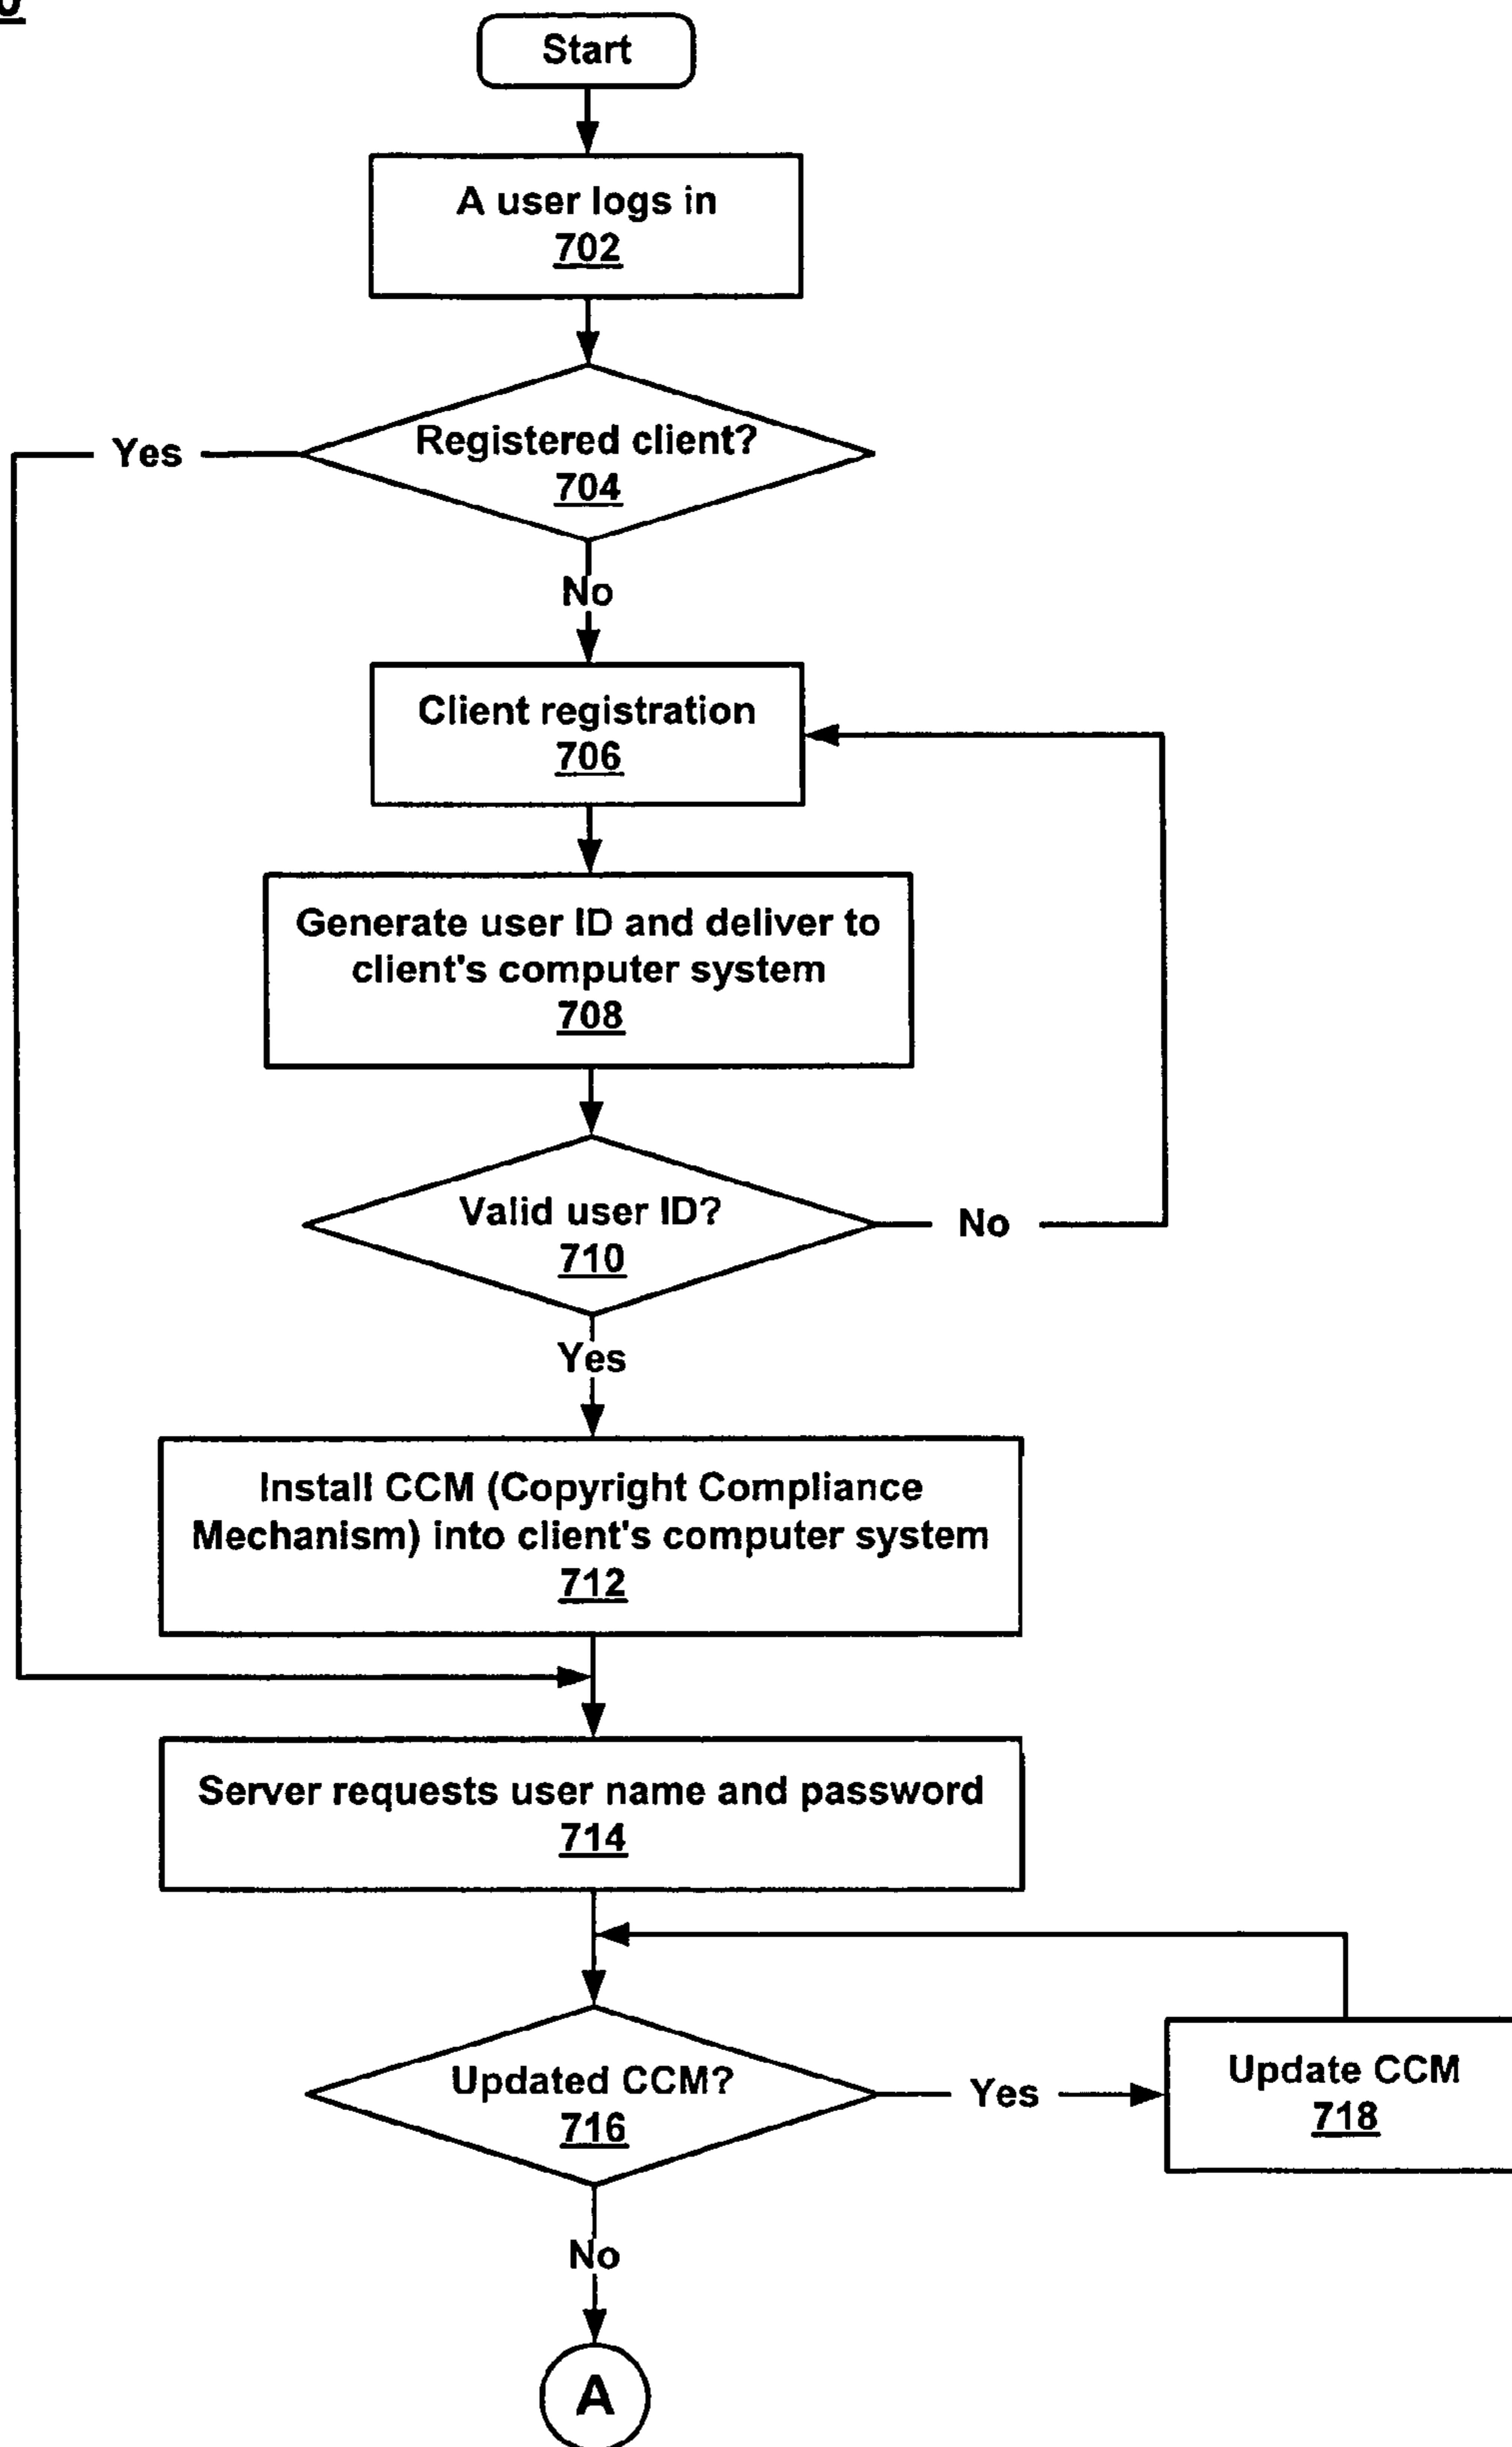 Start
A user logs in
702
Registered client?
704
Yes
No
Client registration
706
Generate user ID and deliver to
client's computer system
708
Valid user ID?
710
No
Yes
Install CCM (Copyright Compliance
Mechanism) into client's computer system
712
Server requests user name and password
714
Updated CCM?
716
Yes
Update CCM
718
No
A